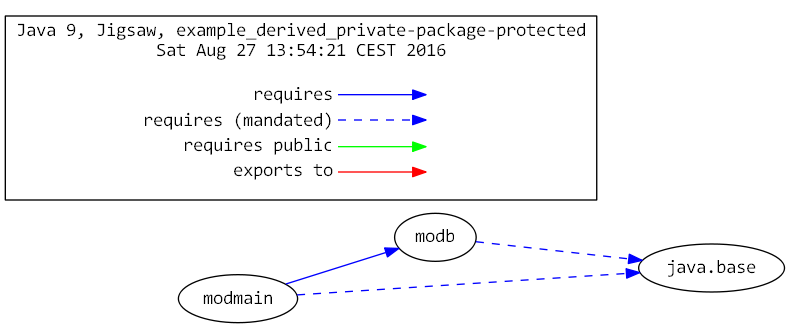 Java 9, Jigsaw, example_derived_private-package-protected
Sat Aug 27 13:54:21 CEST 2016
requires
requires (mandated)
requires public
exports to
modb
java.base
modmain